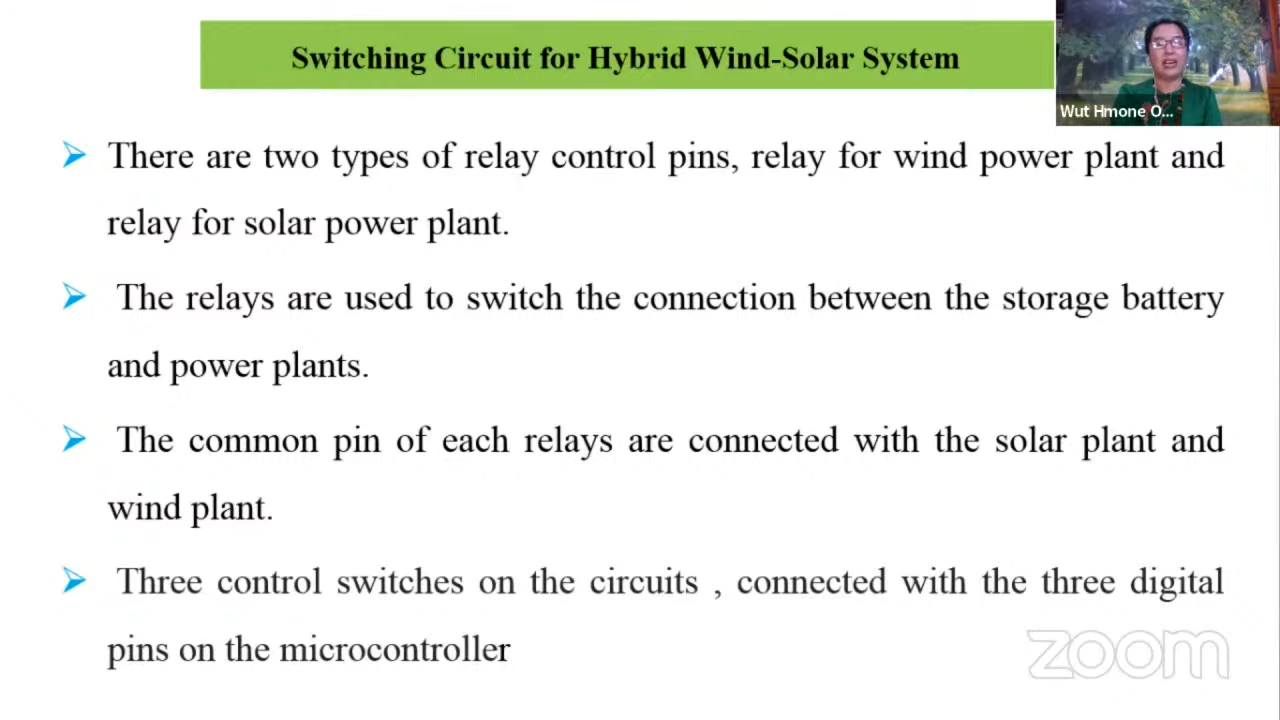 Switching Circuit for Hybrid Wind-Solar System
Wut Hmone O...
There are two types of relay control pins, relay for wind power plant and
relay for solar power plant.
The relays are used to switch the connection between the storage battery
and power plants.
The common pin of each relays are connected with the solar plant and
wind plant.
Three control switches on the circuits , connected with the three digital
pins on the microcontroller
zoom